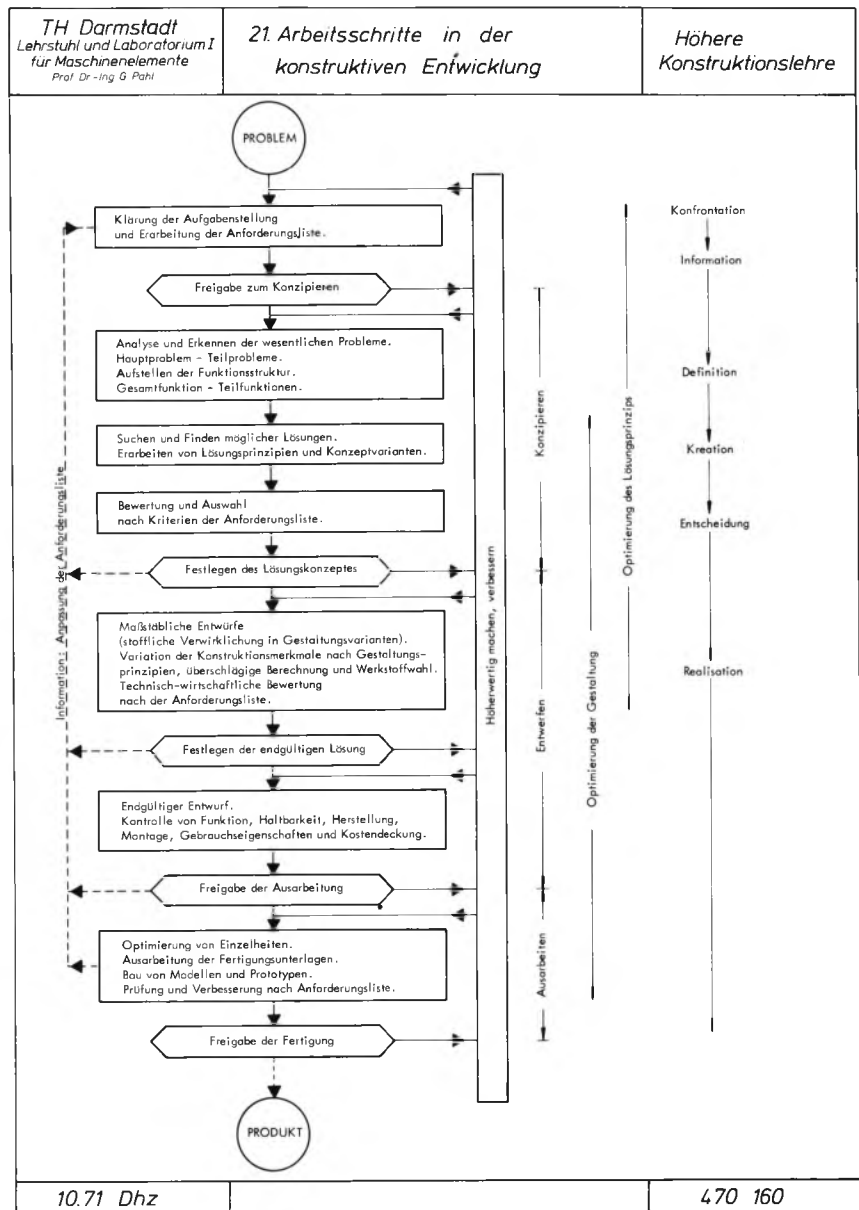 TH Darmstadt
Lehrstuhl und Laboratorium I
für Maschinenelemente
Prof Dr-Ing G Pahl
21. Arbeitsschritte in der
konstruktiven Entwicklung
Höhere
Konstruktionslehre
PROBLEM
Klärung der Aufgabenstellung
und Erarbeitung der Anforderungsliste.
Freigabe zum Konzipieren
Analyse und Erkennen der wesentlichen Probleme.
Hauptproblem - Teilprobleme.
Aufstellen der Funktionsstruktur.
Gesamtfunktion - Teilfunktionen.
Suchen und Finden möglicher Lösungen.
Erarbeiten von Lösungsprinzipien und Konzeptvarianten.
Bewertung und Auswahl
nach Kriterien der Anforderungsliste.
Festlegen des Lösungskonzeptes
Maßstäbliche Entwürfe
(stoffliche Verwirklichung in Gestaltungsvarianten).
Variation der Konstruktionsmerkmale nach Gestaltungs-
prinzipien, überschlägige Berechnung und Werkstoffwahl.
Technisch-wirtschaftliche Bewertung
nach der Anforderungsliste.
Festlegen der endgültigen Lösung
Endgültiger Entwurf.
Kontrolle von Funktion, Haltbarkeit, Herstellung,
Montage, Gebrauchseigenschaften und Kostendeckung.
Freigabe der Ausarbeitung
Optimierung von Einzelheiten.
Ausarbeitung der Fertigungsunterlagen.
Bau von Modellen und Prototypen.
Prüfung und Verbesserung nach Anforderungsliste.
Freigabe der Fertigung
PRODUKT
Information: Anpassung der Anforderungsliste
Höherwertig machen, verbessern
Konzipieren
Entwerfen
Ausarbeiten
Optimierung der Gestaltung
Optimierung des Lösungsprinzips
Konfrontation
Information
Definition
Kreation
Entscheidung
Realisation
10.71 Dhz
470 160